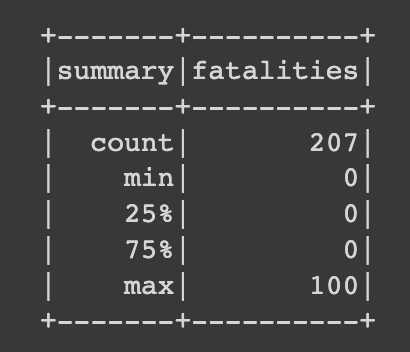 +-------+----------+
|summary|fatalities|
+-------+----------+
|  count|       207|
|    min|         0|
|    25%|         0|
|    75%|         0|
|    max|       100|
+-------+----------+